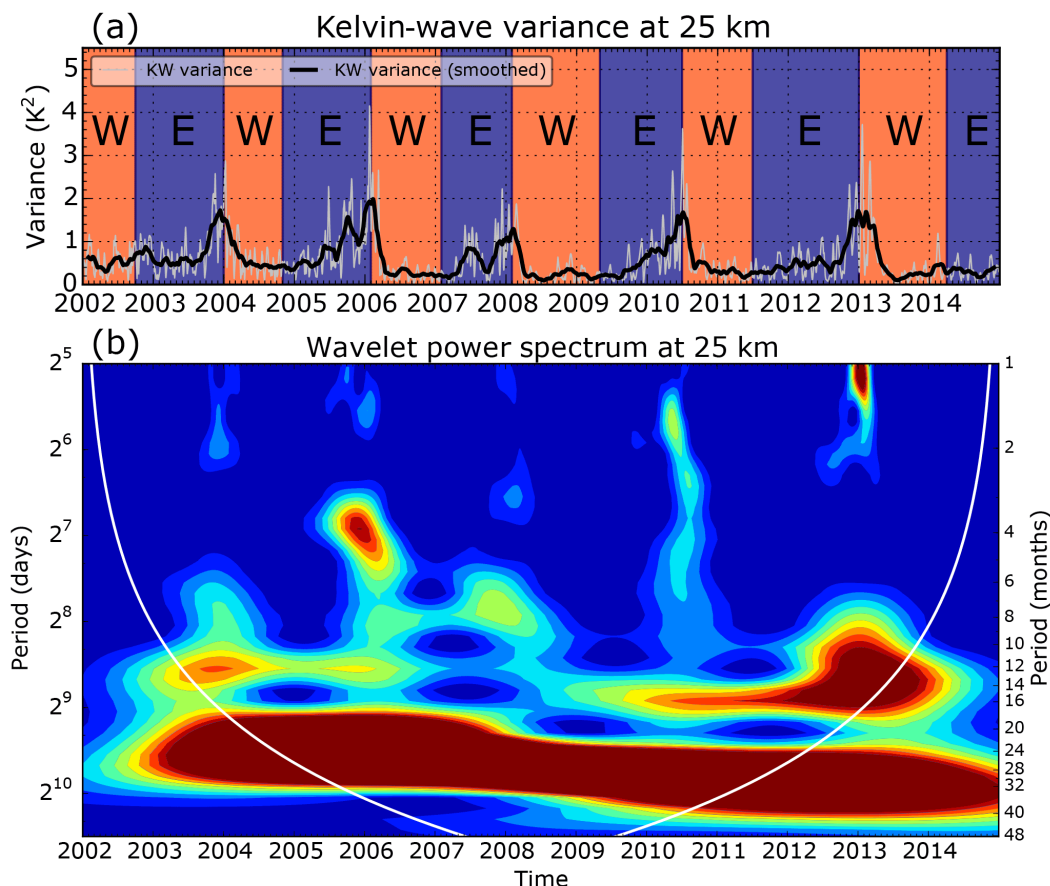 (a) Kelvin-wave variance at 25 km
KW variance KW variance (smoothed)
W E W E W E W E W E W E
Variance (K²)
5
4
3
2
1
0
2002 2003 2004 2005 2006 2007 2008 2009 2010 2011 2012 2013 2014
(b) Wavelet power spectrum at 25 km
Period (days)
2⁵
2⁶
2⁷
2⁸
2⁹
2¹⁰
Period (months)
1
2
4
6
8
10
12
14
16
20
24
28
32
40
48
2002 2003 2004 2005 2006 2007 2008 2009 2010 2011 2012 2013 2014
Time